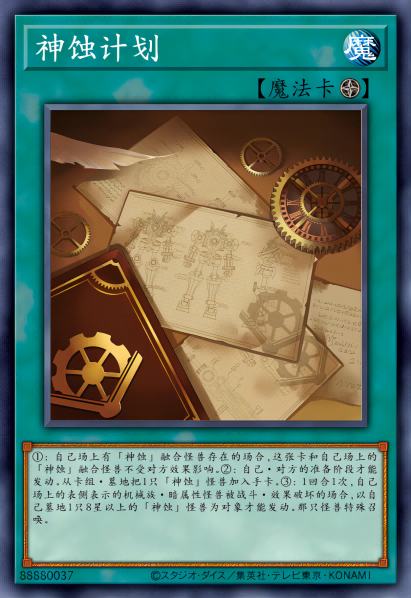 神蚀计划
魔
【魔法卡】
①：自己场上有「神蚀」融合怪兽存在的场合，这张卡和自己场上的
「神蚀」融合怪兽不受对方效果影响。②：自己·对方的准备阶段才能
发动。从卡组·墓地把1只「神蚀」怪兽加入手卡。③：1回合1次，自己
场上的表侧表示的机械族·暗属性怪兽被战斗·效果破坏的场合，以自
己墓地1只8星以上的「神蚀」怪兽为对象才能发动。那只怪兽特殊召
唤。
88880037
©スタジオ·ダイス／集英社·テレビ東京·KONAMI